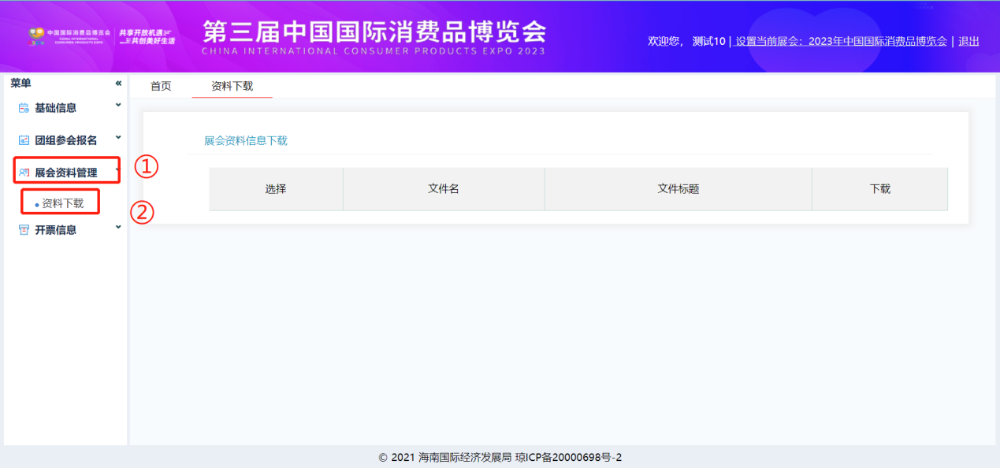 中国国际消费品博览会
CHINA INTERNATIONAL
CONSUMER PRODUCTS EXPO
共享开放机遇
共创美好生活
第三届中国国际消费品博览会
CHINA INTERNATIONAL CONSUMER PRODUCTS EXPO 2023
欢迎您, 测试10 | 设置当前展会：2023年中国国际消费品博览会 | 退出
菜单 «
基础信息
团组参会报名
展会资料管理 ①
资料下载 ②
开票信息
首页 资料下载
展会资料信息下载
选择 文件名 文件标题 下载
© 2021 海南国际经济发展局 琼ICP备20000698号-2